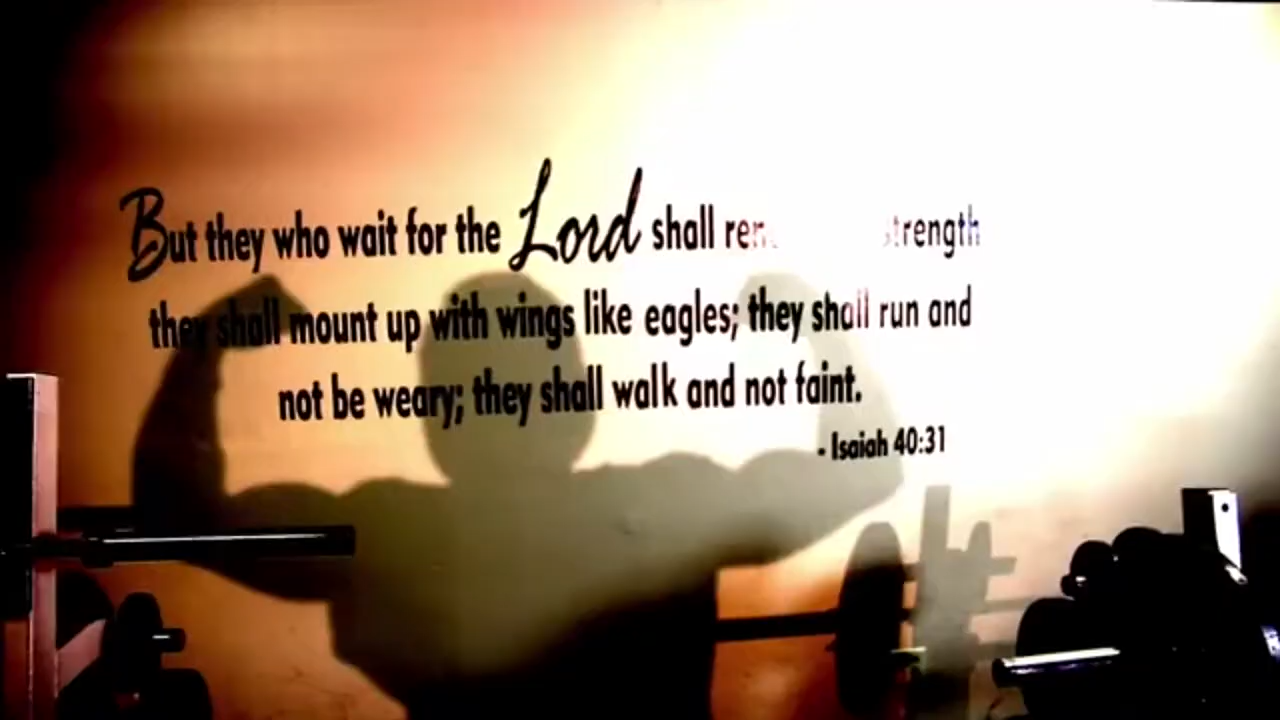 But they who wait for the Lord shall strength
they shall mount up with wings like eagles; they shall run and
not be weary; they shall walk and not faint.
- Isaiah 40:31